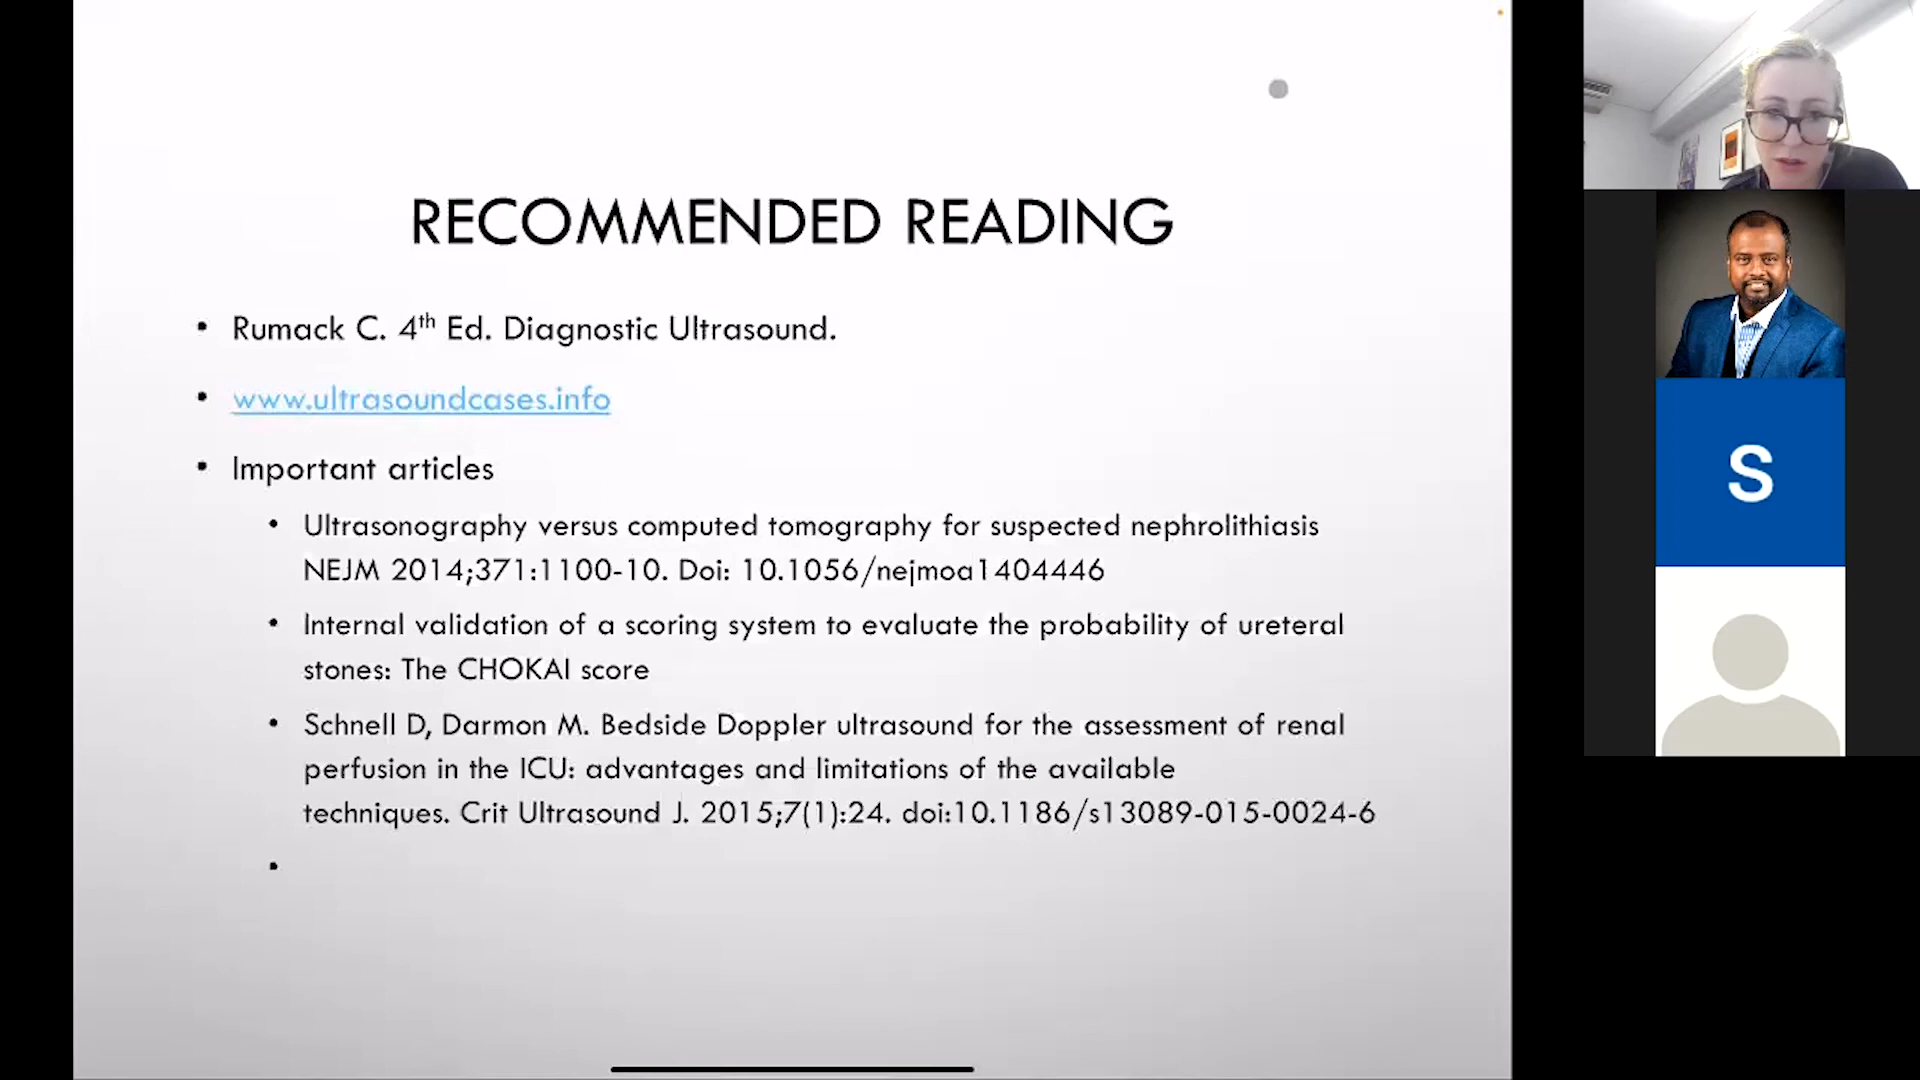 RECOMMENDED READING
• Rumack C. 4th Ed. Diagnostic Ultrasound.
• www.ultrasoundcases.info
• Important articles
• Ultrasonography versus computed tomography for suspected nephrolithiasis
NEJM 2014;371:1100-10. Doi: 10.1056/nejmoa1404446
• Internal validation of a scoring system to evaluate the probability of ureteral
stones: The CHOKAI score
• Schnell D, Darmon M. Bedside Doppler ultrasound for the assessment of renal
perfusion in the ICU: advantages and limitations of the available
techniques. Crit Ultrasound J. 2015;7(1):24. doi:10.1186/s13089-015-0024-6
•
S